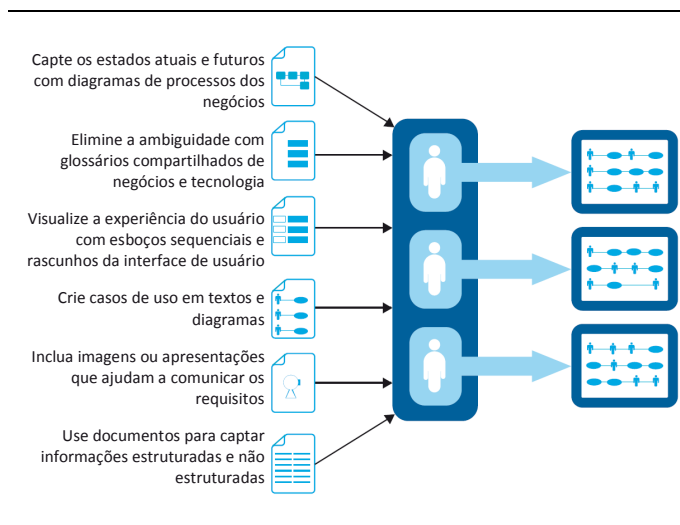 Capte os estados atuais e futuros
com diagramas de processos dos
negócios
Elimine a ambiguidade com
glossários compartilhados de
negócios e tecnologia
Visualize a experiência do usuário
com esboços sequenciais e
rascunhos da interface de usuário
Crie casos de uso em textos e
diagramas
Inclua imagens ou apresentações
que ajudam a comunicar os
requisitos
Use documentos para captar
informações estruturadas e não
estruturadas